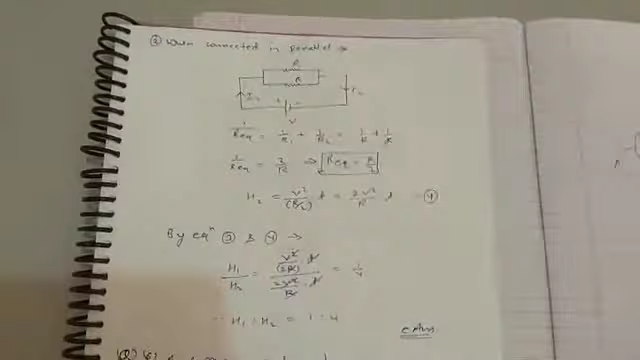 ② When connected in parallel →
R
R
I₂
I₂
+ -
V
1/Req = 1/R₁ + 1/R₂ = 1/R + 1/R
1/Req = 2/R ⇒ Req = R/2
H₂ = V²/(R/2) t = 2V²/R t - ④
By eqⁿ ③ & ④ →
H₁/H₂ = (V²/(2R) · t)/(2V²/R · t) = 1/4
∴ H₁ : H₂ = 1 : 4
Ans